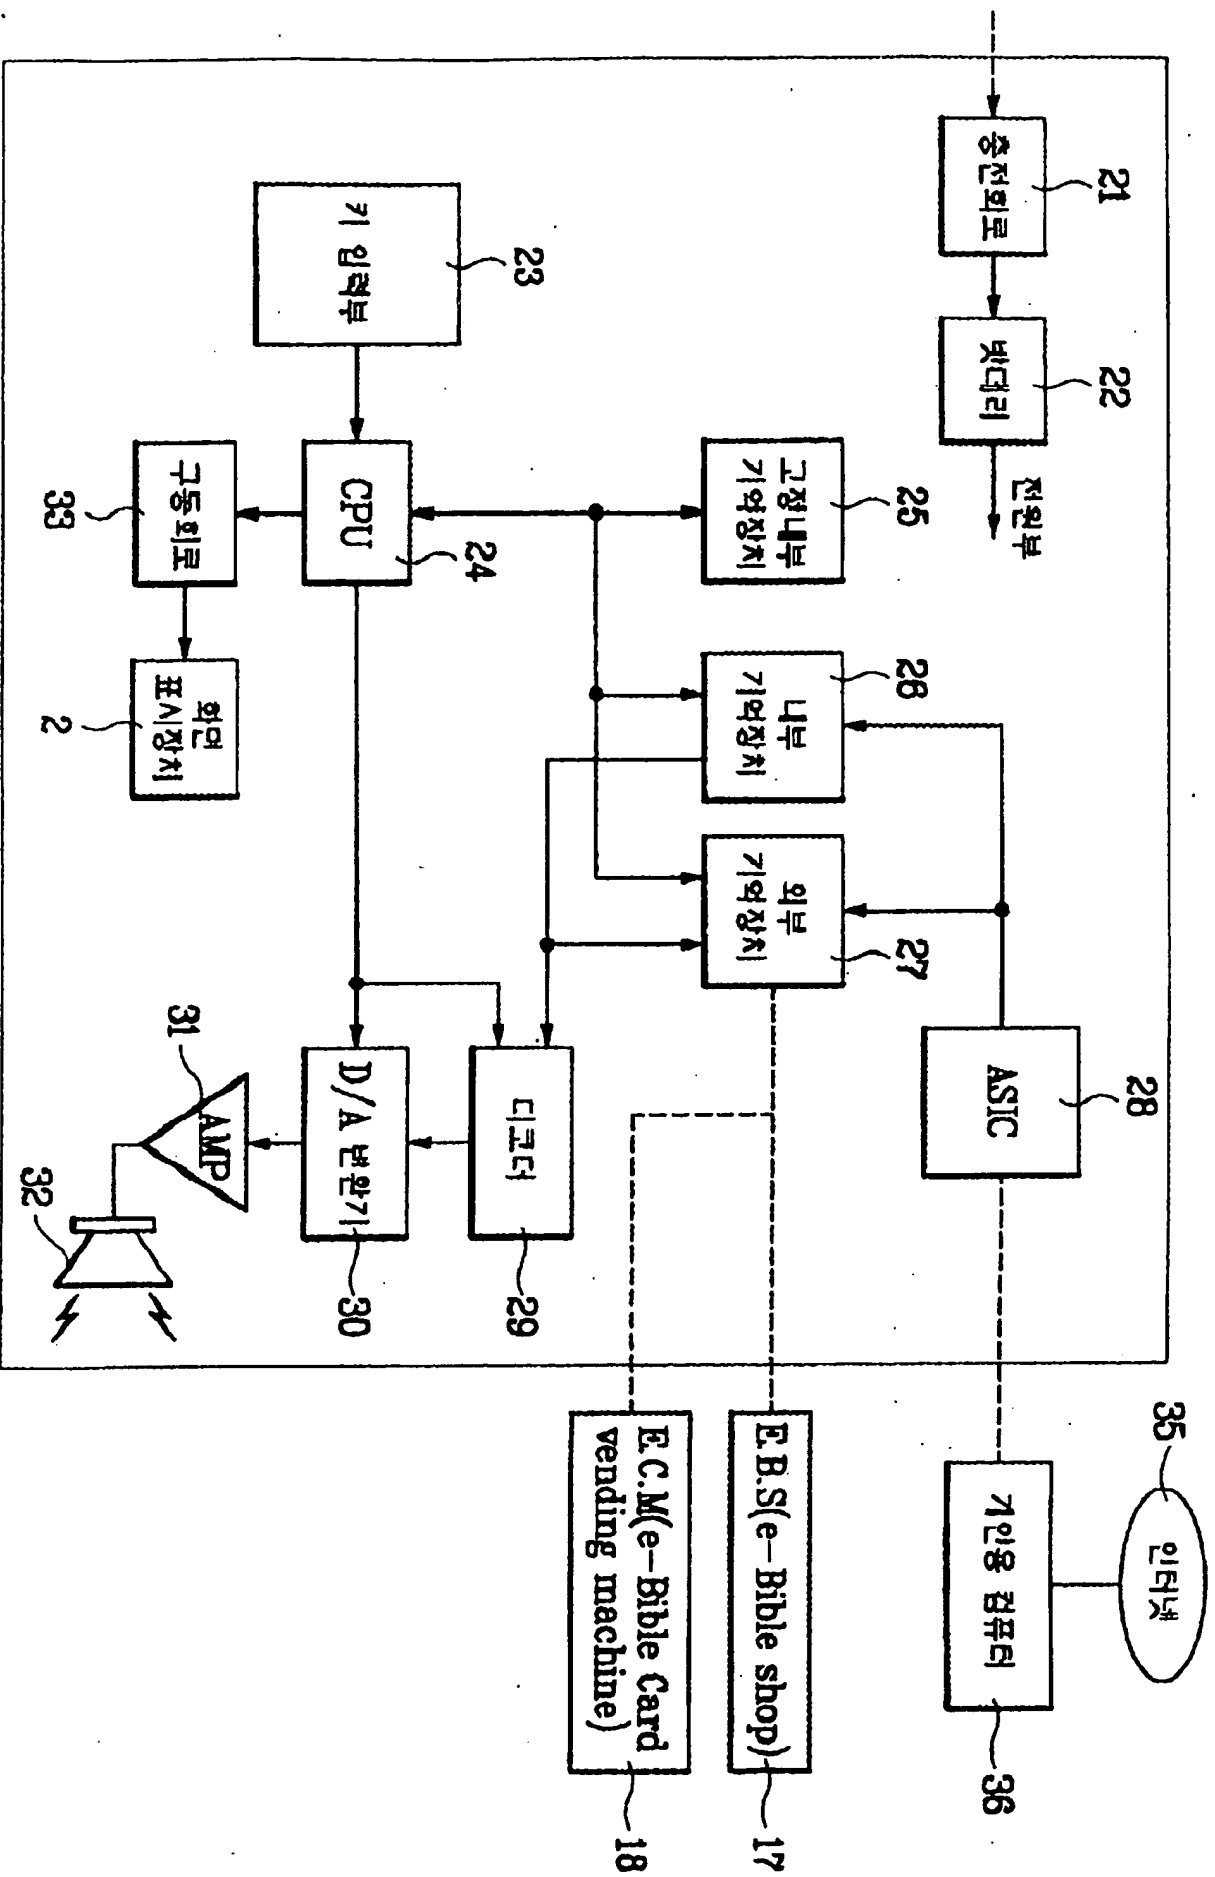 21
충전회로
22
밧데리
전원부
28
ASIC
35
인터넷
개인용 컴퓨터
36
25
고정내부
기억장치
26
내부
기억장치
외부
기억장치
27
E.B.S(e-Bible shop)
17
23
키 입력부
CPU
24
디코더
29
E.C.M(e-Bible Card
vending machine)
18
D/A 변환기
30
33
구동회로
화면
표시장치
2
31
AMP
32